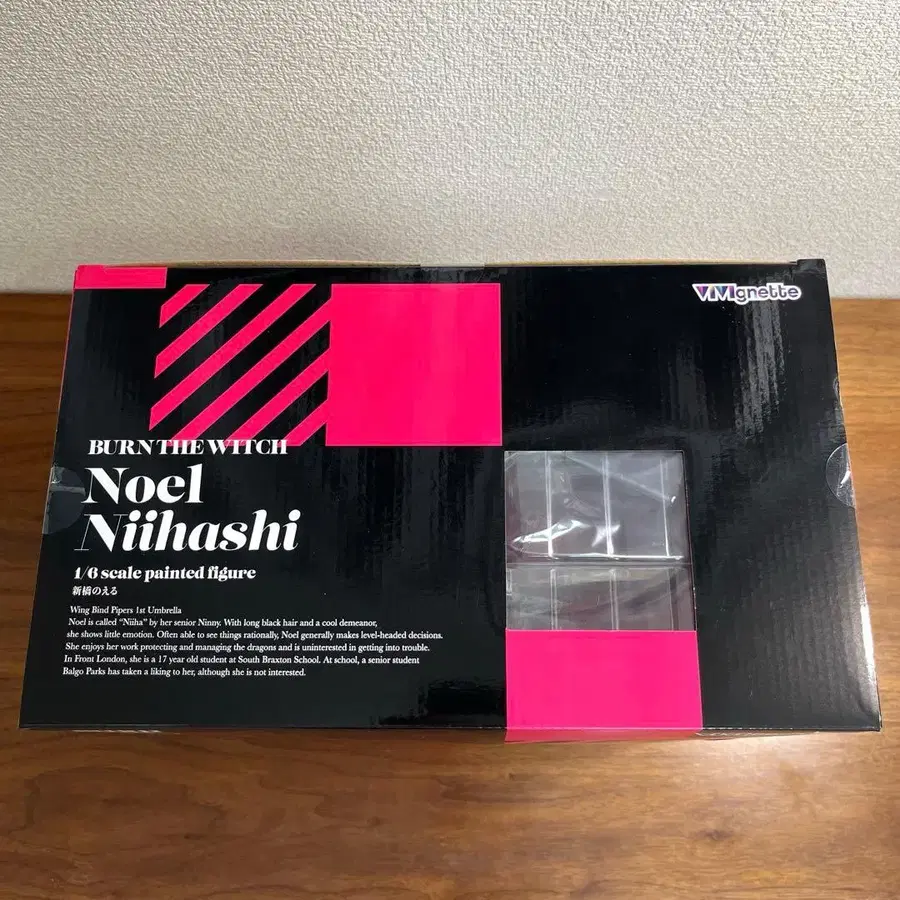 VIVIgnette
BURN THE WITCH
Noel
Niihashi
1/6 scale painted figure
新橋のえる
Wing Bind Pipers 1st Umbrella
Noel is called “Niiha” by her senior Ninny. With long black hair and a cool demeanor,
she shows little emotion. Often able to see things rationally, Noel generally makes level-headed decisions.
She enjoys her work protecting and managing the dragons and is uninterested in getting into trouble.
In Front London, she is a 17 year old student at South Braxton School. At school, a senior student
Balgo Parks has taken a liking to her, although she is not interested.